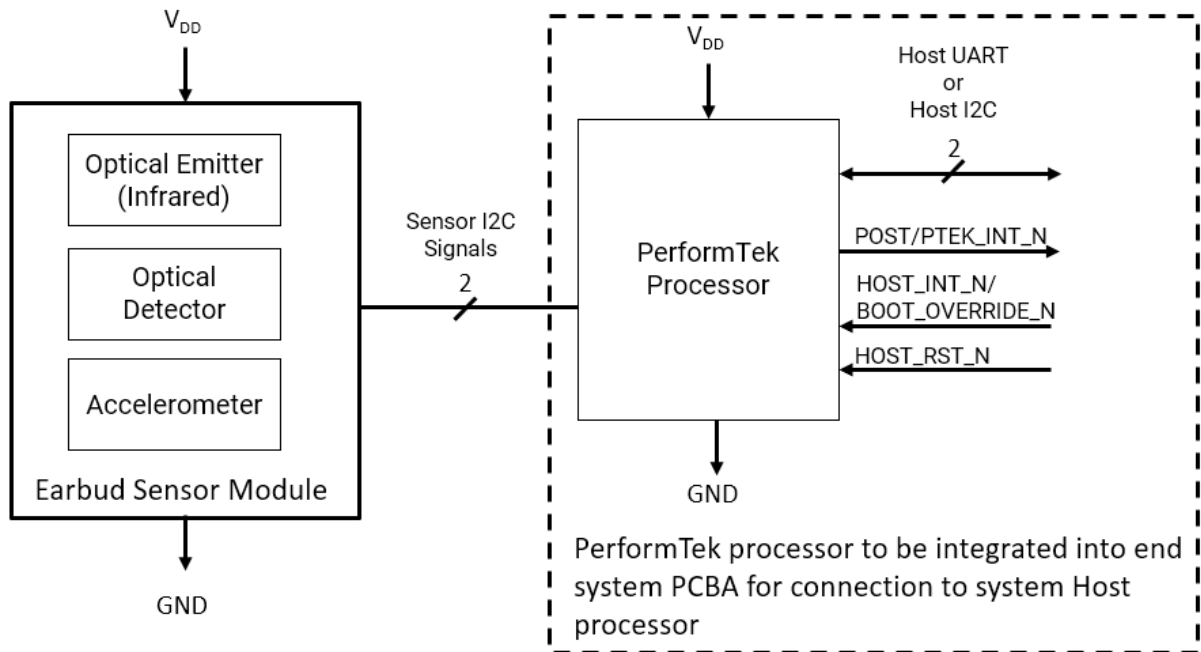 V_DD
Optical Emitter
(Infrared)
Optical
Detector
Accelerometer
Earbud Sensor Module
GND
Sensor I2C
Signals
2
V_DD
PerformTek
Processor
GND
Host UART
or
Host I2C
2
POST/PTEK_INT_N
HOST_INT_N/
BOOT_OVERRIDE_N
HOST_RST_N
PerformTek processor to be integrated into end
system PCBA for connection to system Host
processor